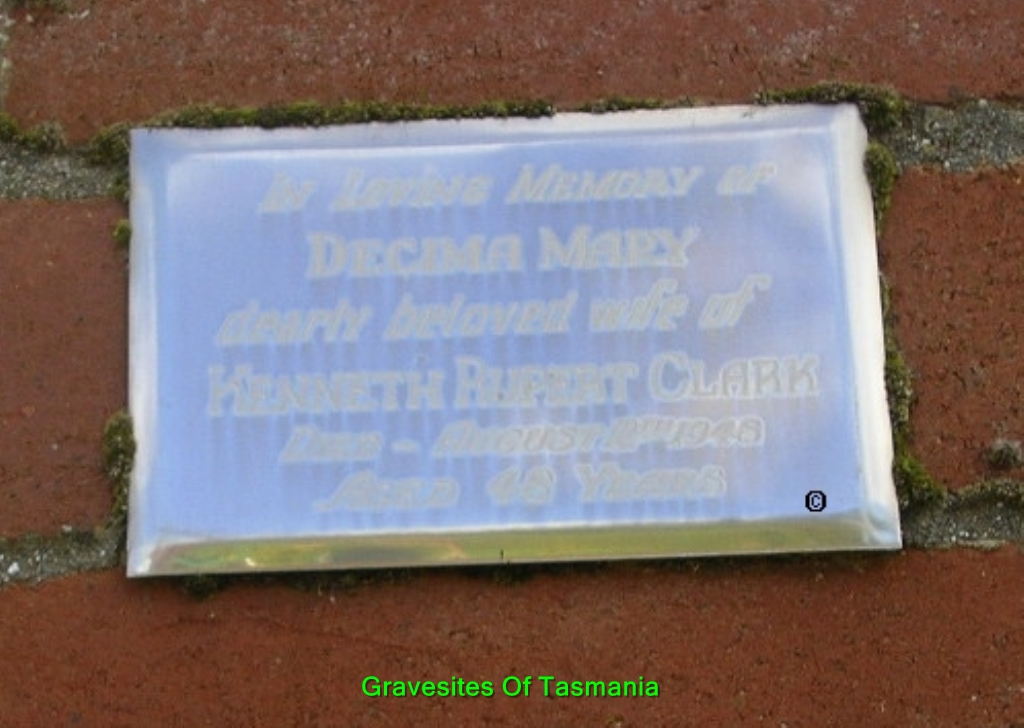 In Loving Memory of
DECIMA MARY
dearly beloved wife of
KENNETH RUPERT CLARK
DIED - AUGUST 1948
AGED 48 YEARS
©
Gravesites Of Tasmania